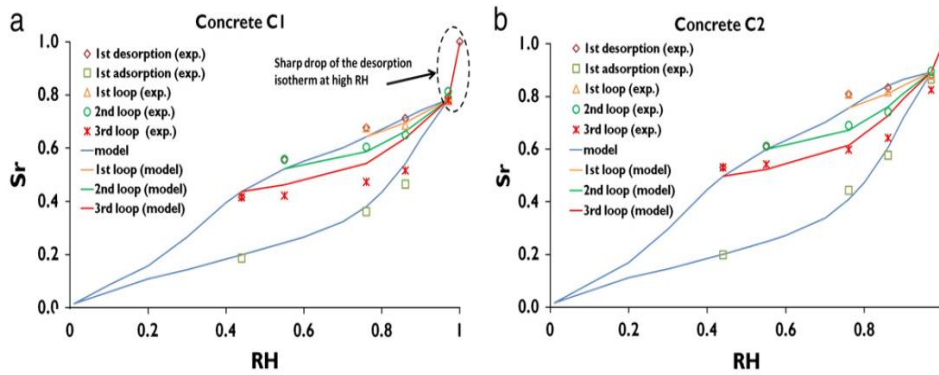 a
Concrete C1
1.0
0.8
0.6
0.4
0.2
0.0
Sr
1st desorption (exp.)
1st adsorption (exp.)
1st loop (exp.)
2nd loop (exp.)
3rd loop (exp.)
model
1st loop (model)
2nd loop (model)
3rd loop (model)
Sharp drop of the desorption
isotherm at high RH
0 0.2 0.4 0.6 0.8 1
RH
b
Concrete C2
1.0
0.8
0.6
0.4
0.2
0.0
Sr
1st desorption (exp.)
1st adsorption (exp.)
1st loop (exp.)
2nd loop (exp.)
3rd loop (exp.)
model
1st loop (model)
2nd loop (model)
3rd loop (model)
0 0.2 0.4 0.6 0.8
RH